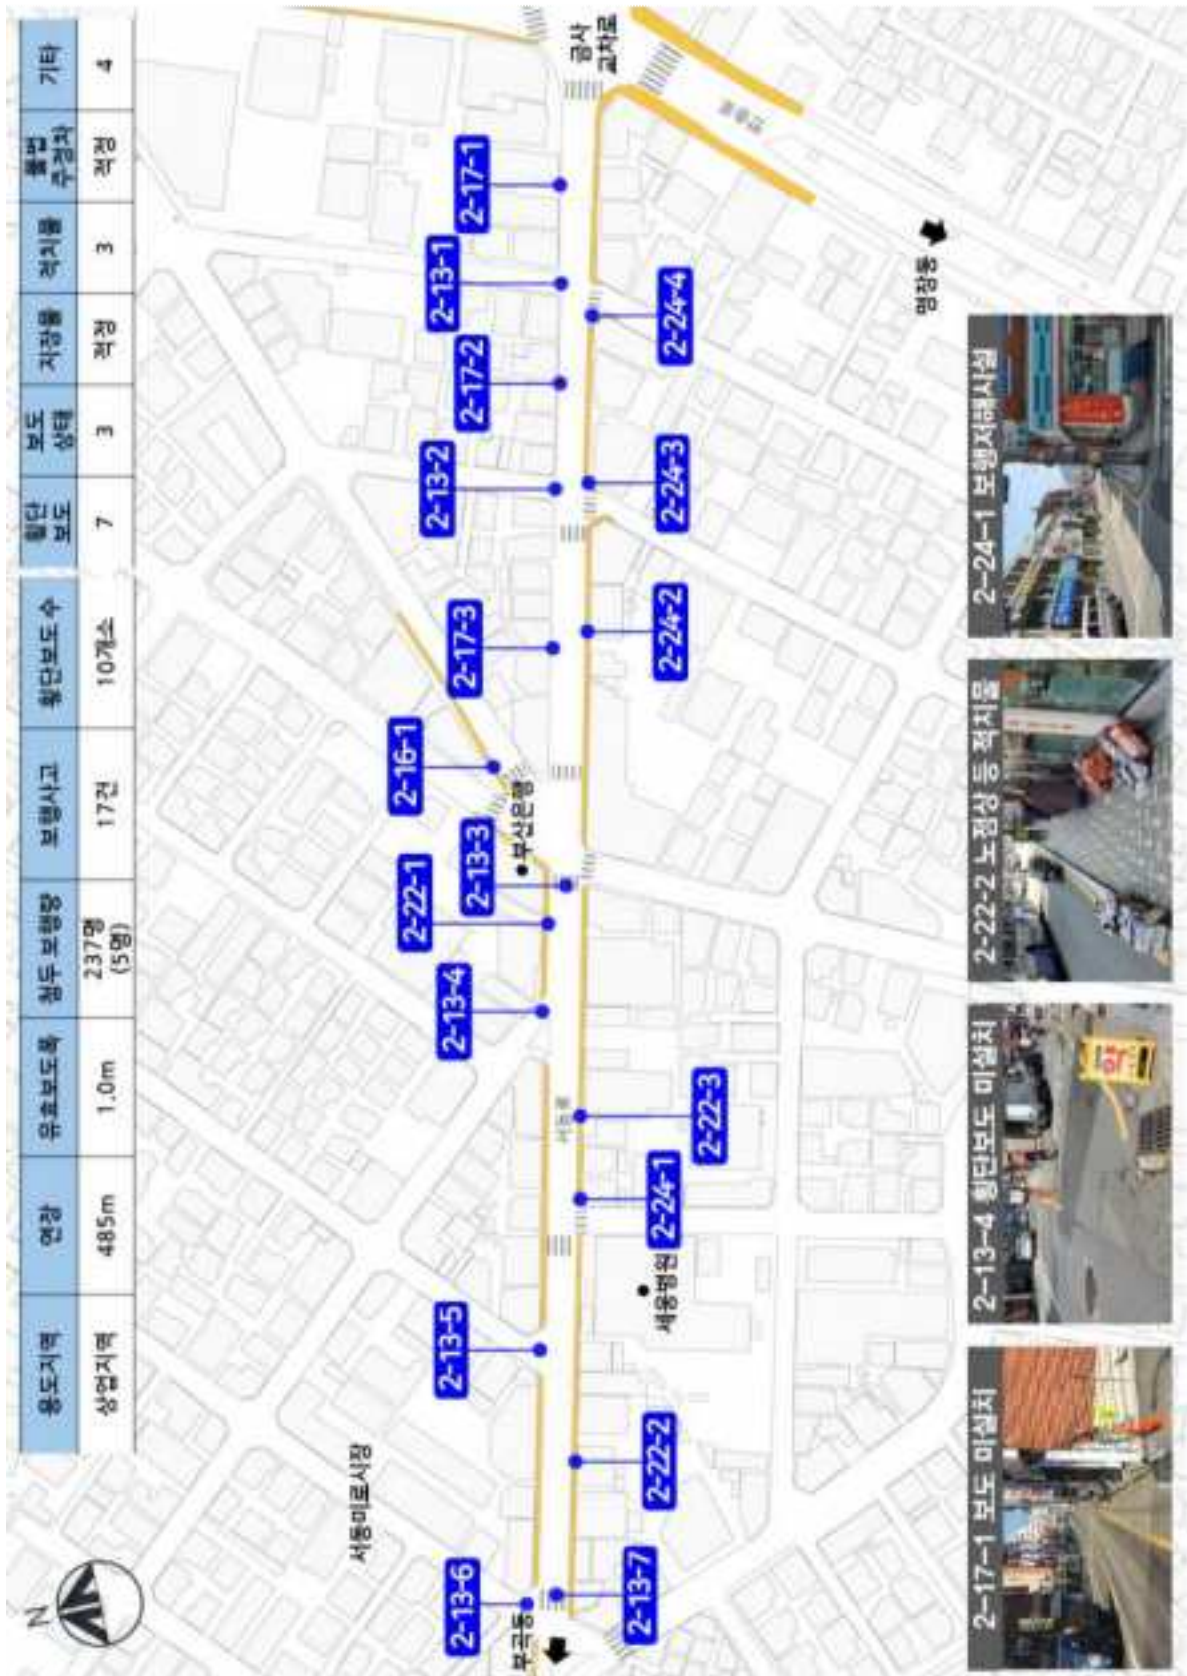 용도지역 연장 유효보도폭 첨두 보행량 보행사고 횡단보도 수 횡단 보도 보도 상태 지장물 적치물 불법 주정차 기타
상업지역 485m 1.0m 237명 (5명) 17건 10개소 7 3 적정 3 적정 4
N
금사
교차로
2-17-1
2-13-1
2-17-2
2-13-2
2-17-3
2-16-1
2-13-3
2-22-1
2-13-4
2-13-5
2-13-6
부산은행
서동미로시장
부곡동
서동로
2-24-4
2-24-3
2-24-2
2-22-3
2-24-1
2-22-2
2-13-7
세웅병원
명장동
2-17-1 보도 미설치
2-13-4 횡단보도 미설치
2-22-2 노점상 등 적치물
2-24-1 보행저해시설